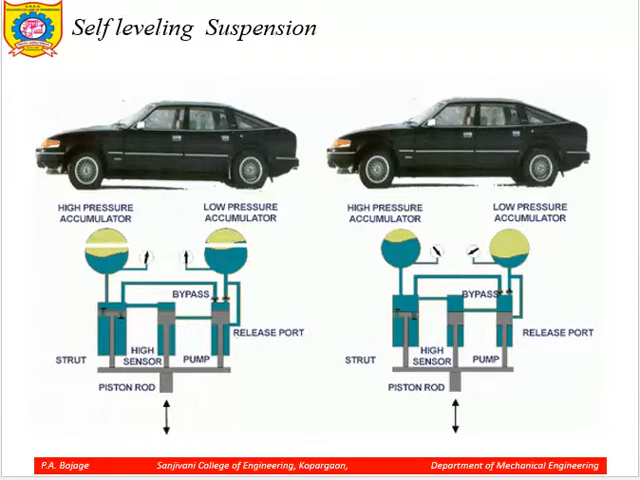 Self leveling Suspension
HIGH PRESSURE
ACCUMULATOR
LOW PRESSURE
ACCUMULATOR
BYPASS
RELEASE PORT
STRUT
HIGH
SENSOR
PUMP
PISTON ROD
HIGH PRESSURE
ACCUMULATOR
LOW PRESSURE
ACCUMULATOR
BYPASS
RELEASE PORT
STRUT
HIGH
SENSOR
PUMP
PISTON ROD
P.A. Bajage Sanjivani College of Engineering, Kopargaan, Department of Mechanical Engineering